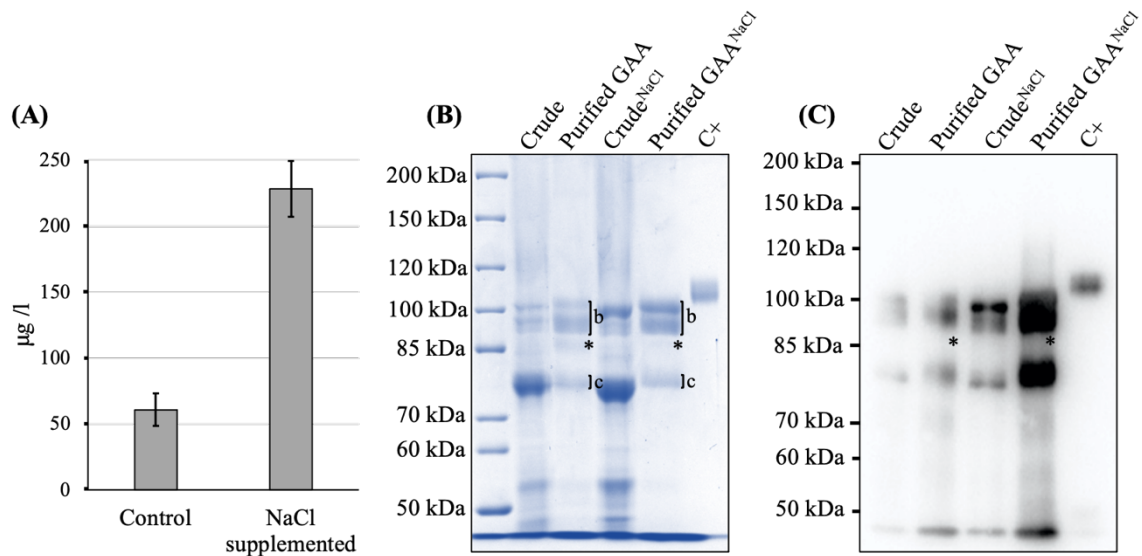 (A)
250
200
150
100
50
0
µg /l
Control
NaCl
supplemented
(B)
Crude
Purified GAA
Crude^NaCl
Purified GAA^NaCl
C+
200 kDa
150 kDa
120 kDa
100 kDa
85 kDa
70 kDa
60 kDa
50 kDa
b
*
c
b
*
c
(C)
Crude
Purified GAA
Crude^NaCl
Purified GAA^NaCl
C+
200 kDa
150 kDa
120 kDa
100 kDa
85 kDa
70 kDa
60 kDa
50 kDa
*
*